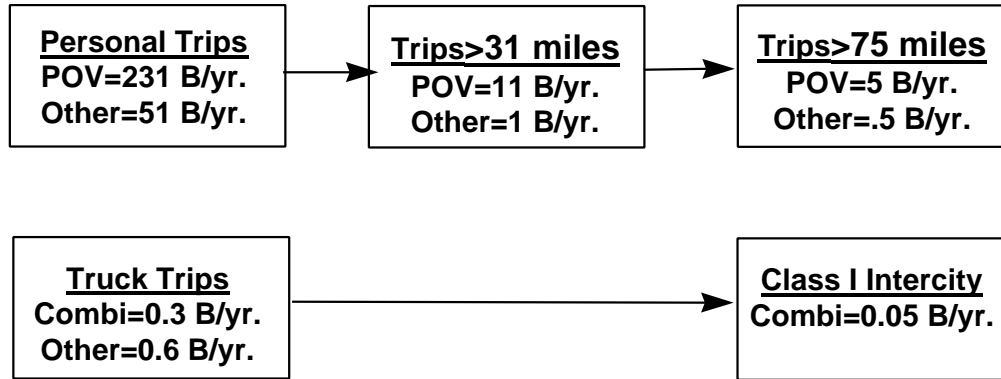 Personal Trips
POV=231 B/yr.
Other=51 B/yr.
Trips>31 miles
POV=11 B/yr.
Other=1 B/yr.
Trips>75 miles
POV=5 B/yr.
Other=.5 B/yr.
Truck Trips
Combi=0.3 B/yr.
Other=0.6 B/yr.
Class I Intercity
Combi=0.05 B/yr.